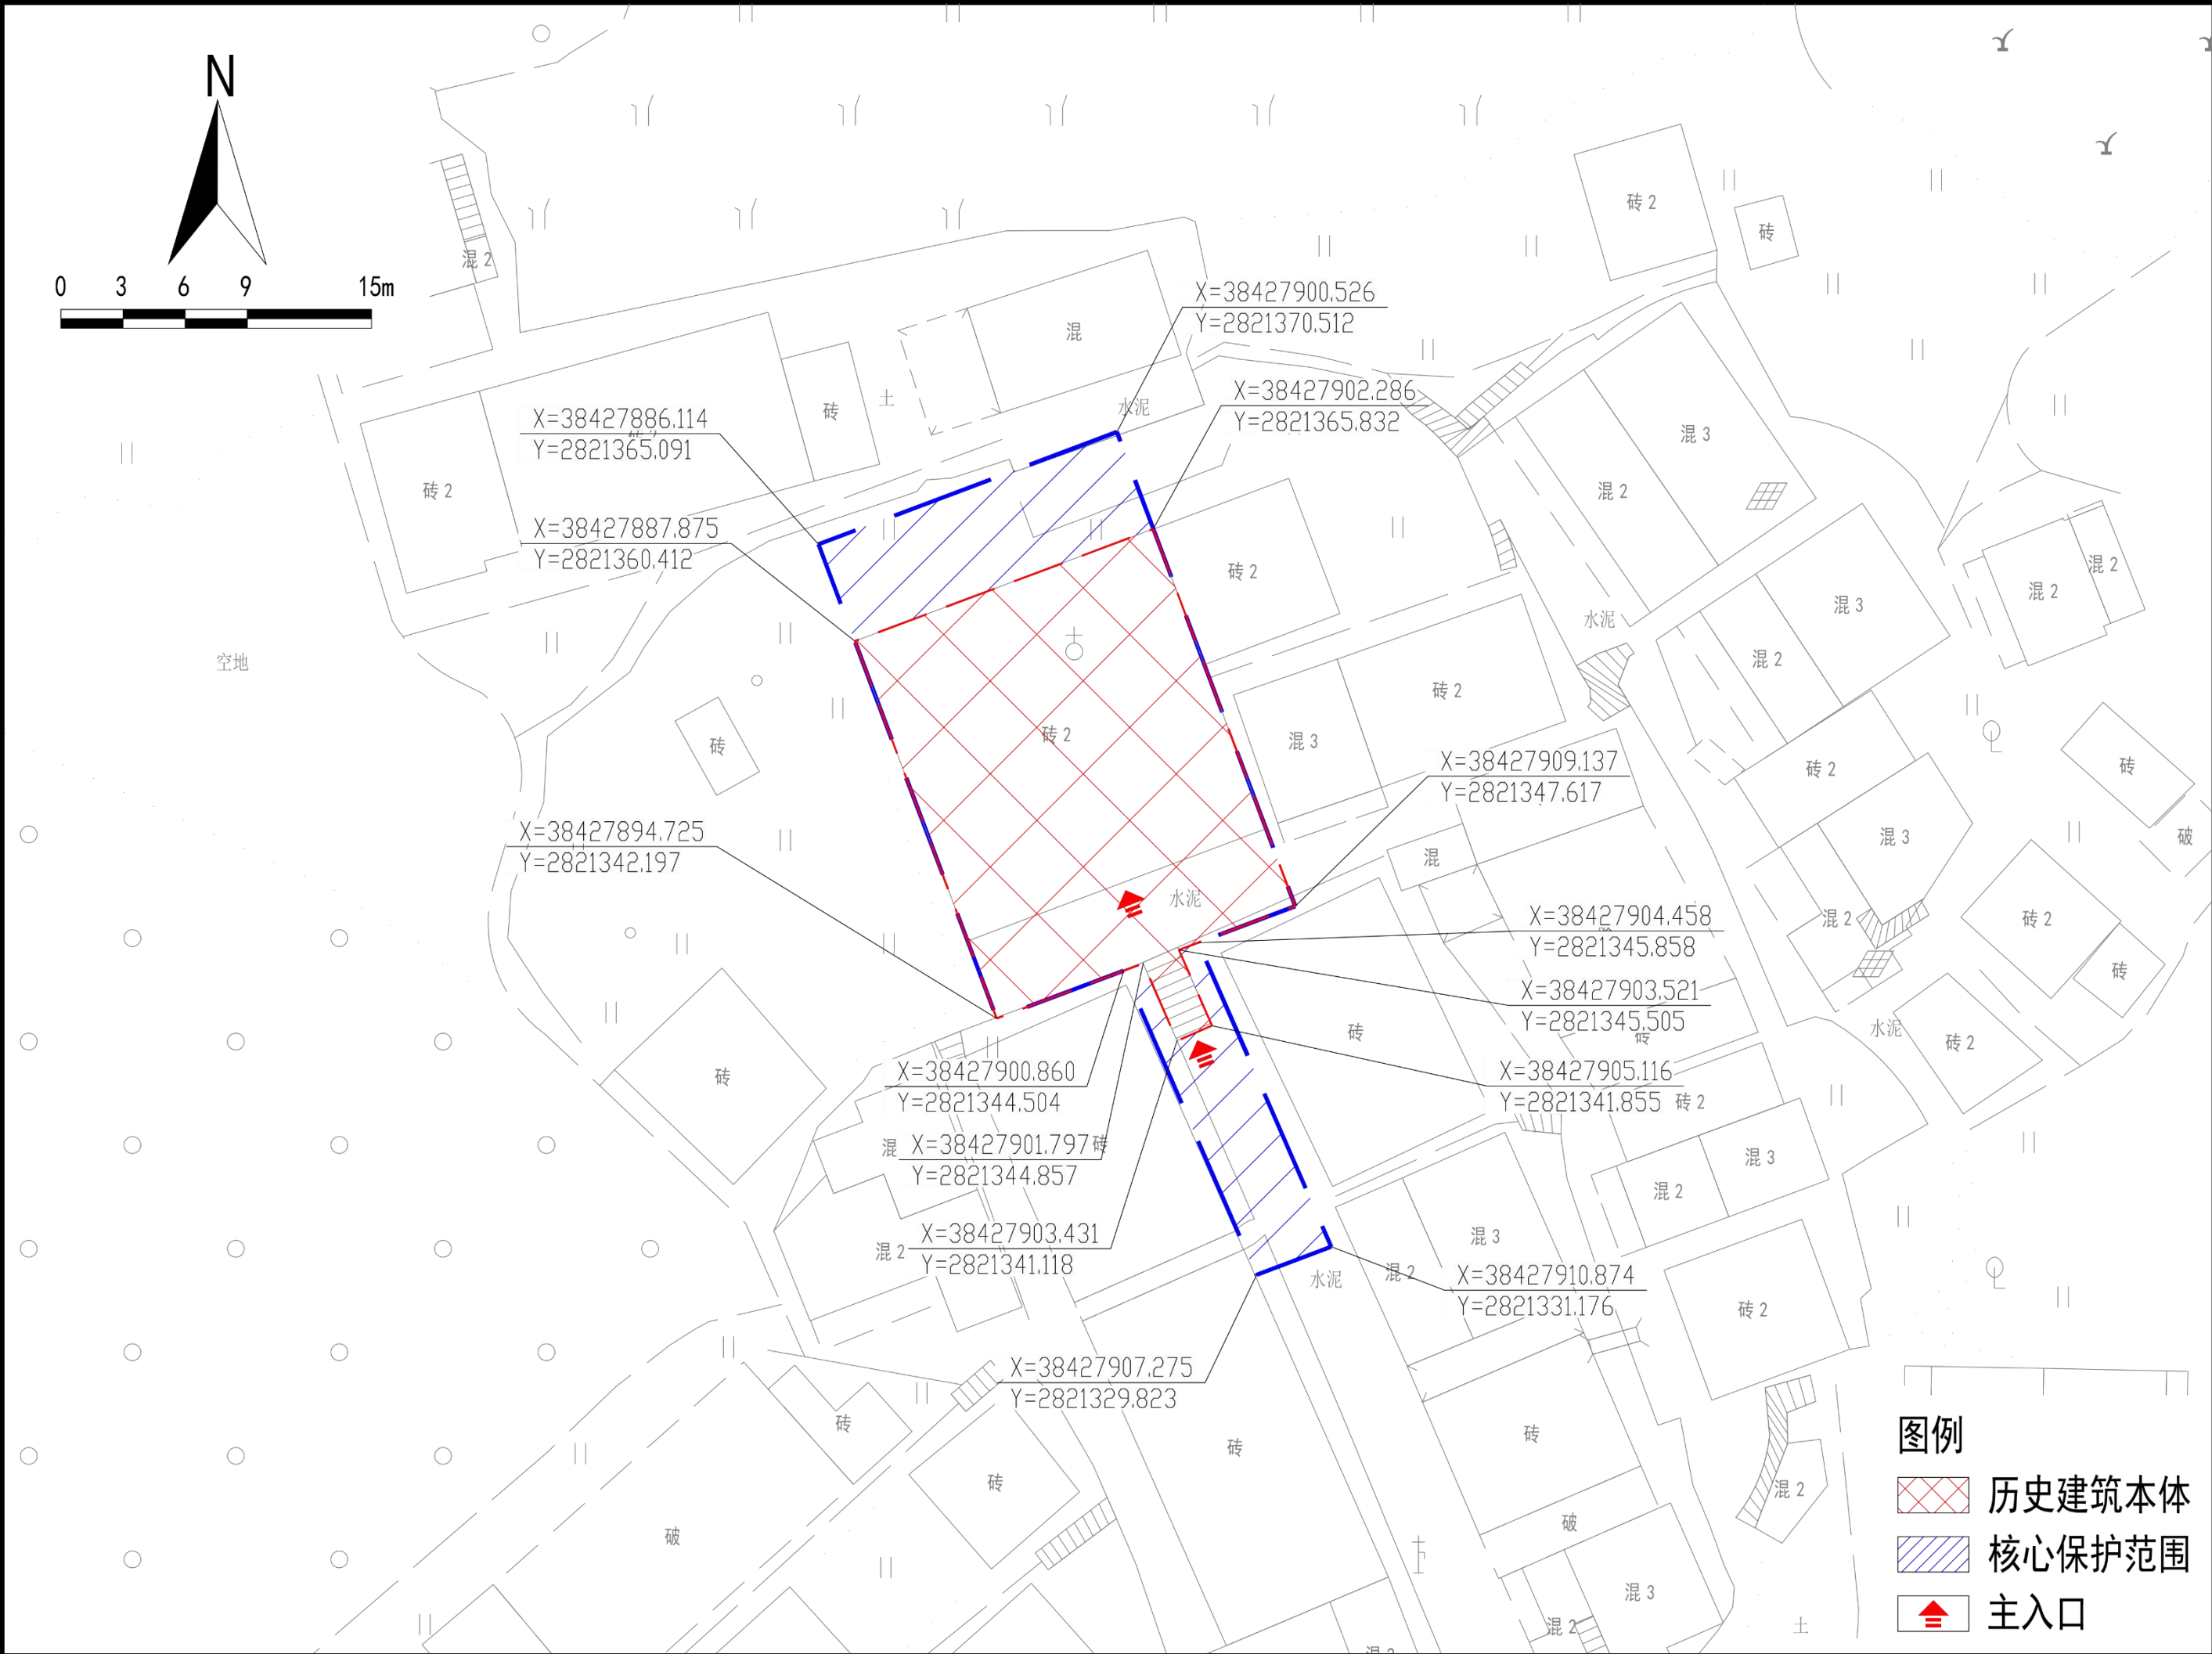 N
0 3 6 9 15m
混 2
砖 2
砖
X=38427900.526
Y=2821370.512
混
X=38427902.286
Y=2821365.832
水泥
土
砖
X=38427886.114
Y=2821365.091
混 3
砖 2
混 2
X=38427887.875
Y=2821360.412
砖 2
混 2
混 2
混 3
水泥
空地
混 2
砖 2
砖 2
混 3
砖
砖
砖 2
X=38427909.137
Y=2821347.617
X=38427894.725
Y=2821342.197
混 3
破
混
水泥
混 2
砖 2
X=38427904.458
Y=2821345.858
砖
X=38427903.521
Y=2821345.505
水泥
砖
砖
砖 2
砖
X=38427900.860
Y=2821344.504
X=38427905.116
Y=2821341.855
砖 2
混
X=38427901.797
砖
Y=2821344.857
混 3
混 2
X=38427903.431
Y=2821341.118
混 2
混 3
混 2
水泥
X=38427910.874
Y=2821331.176
砖 2
X=38427907.275
Y=2821329.823
砖
砖
砖
图例
砖
历史建筑本体
混 2
破
破
核心保护范围
混 3
主入口
混 2
土